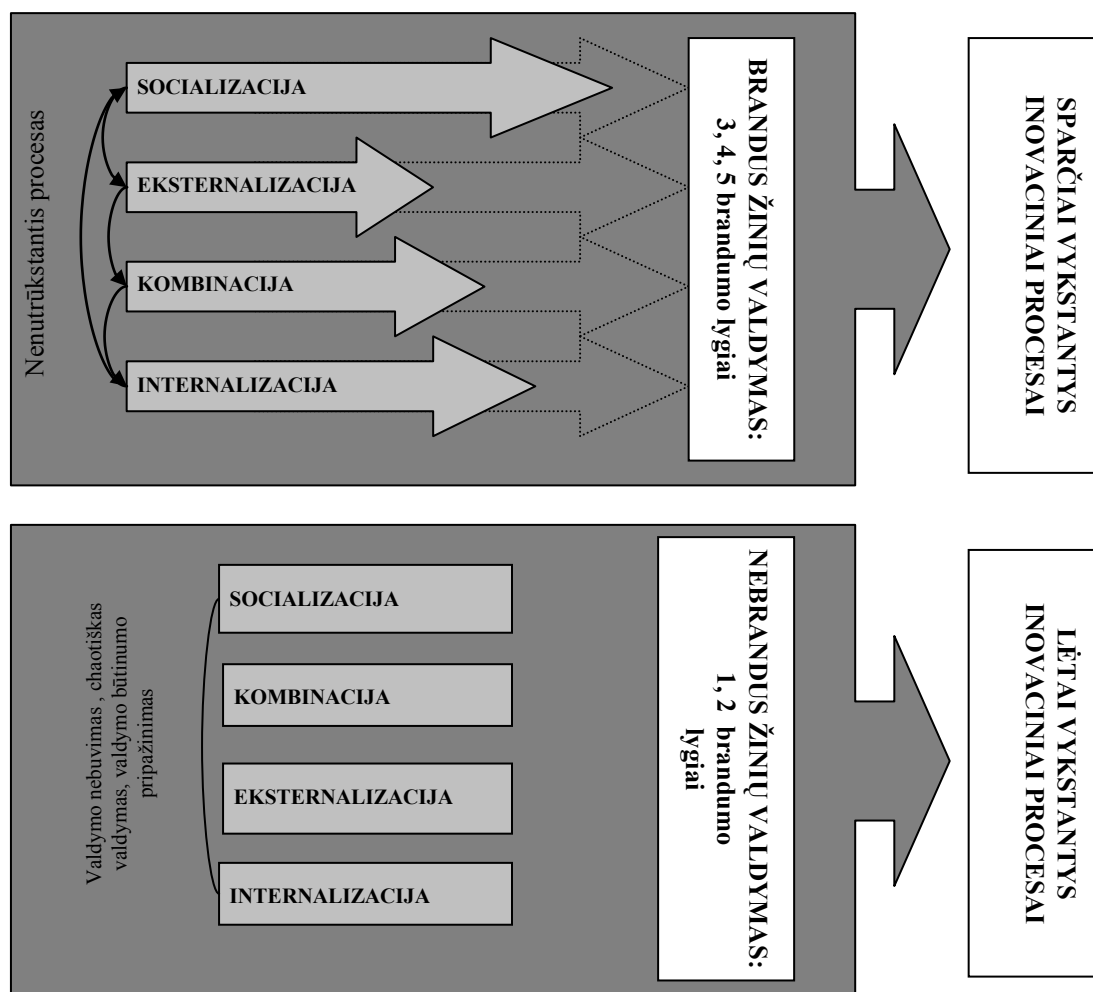 Nenutrūkstantis procesas
SOCIALIZACIJA
EKSTERNALIZACIJA
KOMBINACIJA
INTERNALIZACIJA
BRANDUS ŽINIŲ VALDYMAS:
3, 4, 5 brandumo lygiai
SPARČIAI VYKSTANTYS
INOVACINIAI PROCESAI
Valdymo nebuvimas , chaotiškas
valdymas, valdymo būtinumo
pripažinimas
SOCIALIZACIJA
KOMBINACIJA
EKSTERNALIZACIJA
INTERNALIZACIJA
NEBRANDUS ŽINIŲ VALDYMAS:
1, 2 brandumo
lygiai
LĖTAI VYKSTANTYS
INOVACINIAI PROCESAI